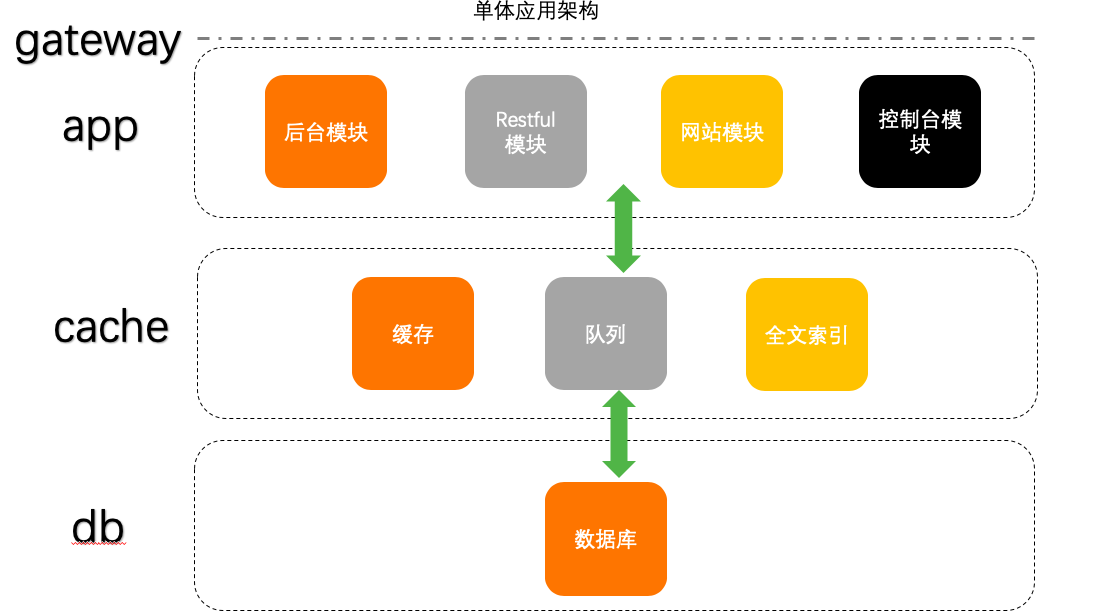 单体应用架构
gateway
app
后台模块
Restful
模块
网站模块
控制台模
块
cache
缓存
队列
全文索引
db
数据库